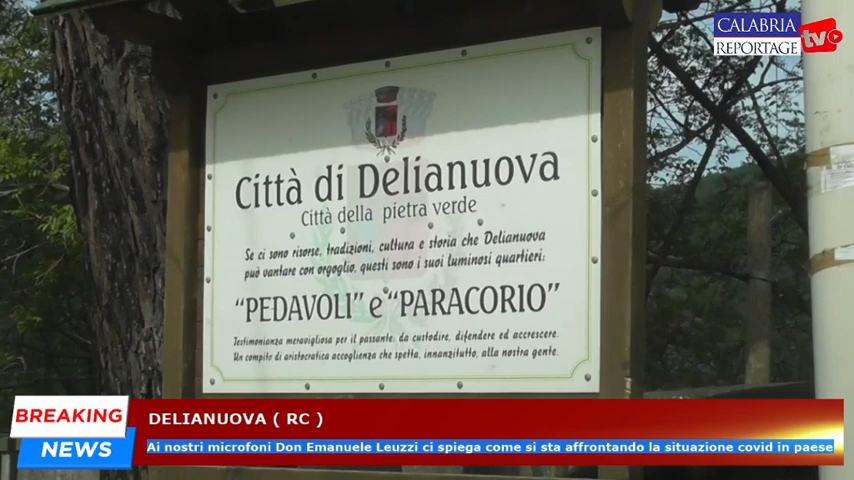 CALABRIA
REPORTAGE
tv
Città di Delianuova
Città della pietra verde
Se ci sono risorse, tradizioni, cultura e storia che Delianuova
può vantare con orgoglio, questi sono i suoi luminosi quartieri:
“PEDAVOLI” e “PARACORIO”
Testimonianza meravigliosa per il passante, da custodire, difendere ed accrescere.
Un compito di aristocratica accoglienza che spetta, innanzitutto, alla nostra gente.
BREAKING
NEWS
DELIANUOVA ( RC )
Ai nostri microfoni Don Emanuele Leuzzi ci spiega come si sta affrontando la situazione covid in paese